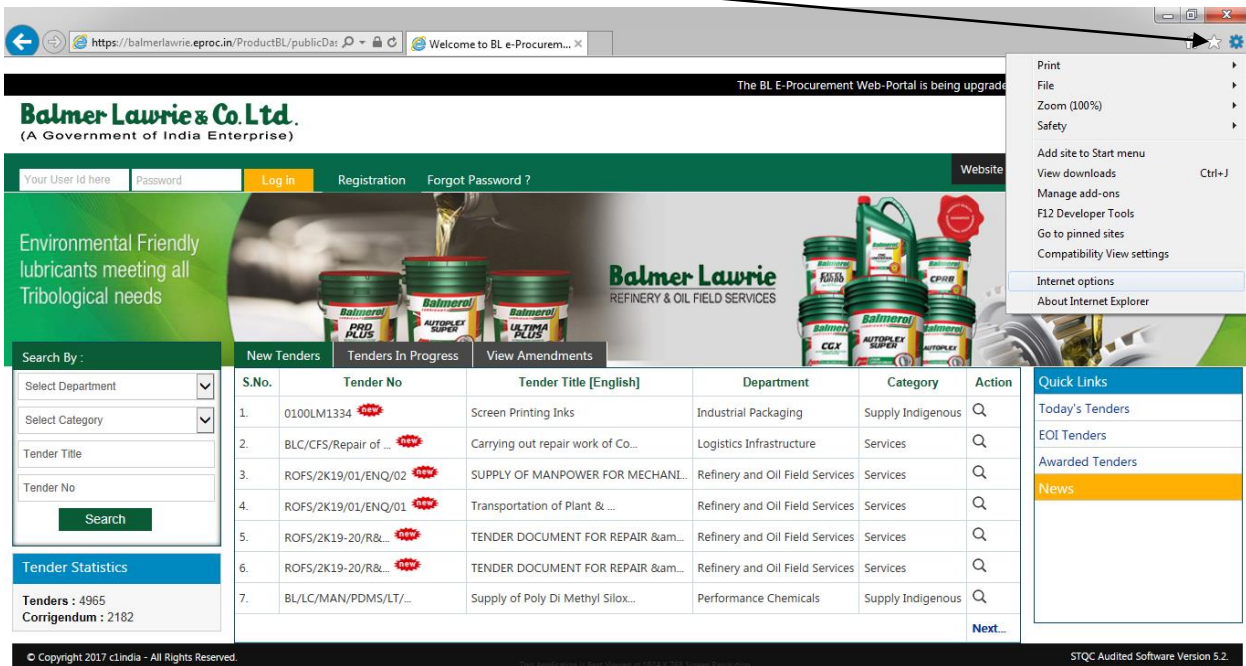 https://balmerlawrie.eproc.in/ProductBL/publicDa
Welcome to BL e-Procurem...
Print
File
Zoom (100%)
Safety
Add site to Start menu
View downloads Ctrl+J
Manage add-ons
F12 Developer Tools
Go to pinned sites
Compatibility View settings
Internet options
About Internet Explorer
The BL E-Procurement Web-Portal is being upgrade
Balmer Lawrie & Co. Ltd.
(A Government of India Enterprise)
Your User Id here Password Log in Registration Forgot Password ? Website
Environmental Friendly
lubricants meeting all
Tribological needs
Balmer Lawrie
REFINERY & OIL FIELD SERVICES
Balmerol
PRD
PLUS
Balmerol
AUTOPLEX
SUPER
Balmerol
ULTIMA
PLUS
CPRB
Balmerol
CGX
Balmerol
AUTOPLEX
SUPER
Balmerol
AUTOPLEX
Search By :
Select Department
Select Category
Tender Title
Tender No
Search
Tender Statistics
Tenders : 4965
Corrigendum : 2182
New Tenders Tenders In Progress View Amendments
S.No. Tender No Tender Title [English] Department Category Action
1. 0100LM1334 new Screen Printing Inks Industrial Packaging Supply Indigenous
2. BLC/CFS/Repair of ... new Carrying out repair work of Co... Logistics Infrastructure Services
3. ROFS/2K19/01/ENQ/02 new SUPPLY OF MANPOWER FOR MECHANI... Refinery and Oil Field Services Services
4. ROFS/2K19/01/ENQ/01 new Transportation of Plant & ... Refinery and Oil Field Services Services
5. ROFS/2K19-20/R&... new TENDER DOCUMENT FOR REPAIR &am... Refinery and Oil Field Services Services
6. ROFS/2K19-20/R&... new TENDER DOCUMENT FOR REPAIR &am... Refinery and Oil Field Services Services
7. BL/LC/MAN/PDMS/LT/... Supply of Poly Di Methyl Silox... Performance Chemicals Supply Indigenous
Next...
Quick Links
Today's Tenders
EOI Tenders
Awarded Tenders
News
© Copyright 2017 c1india - All Rights Reserved.
STQC Audited Software Version 5.2.